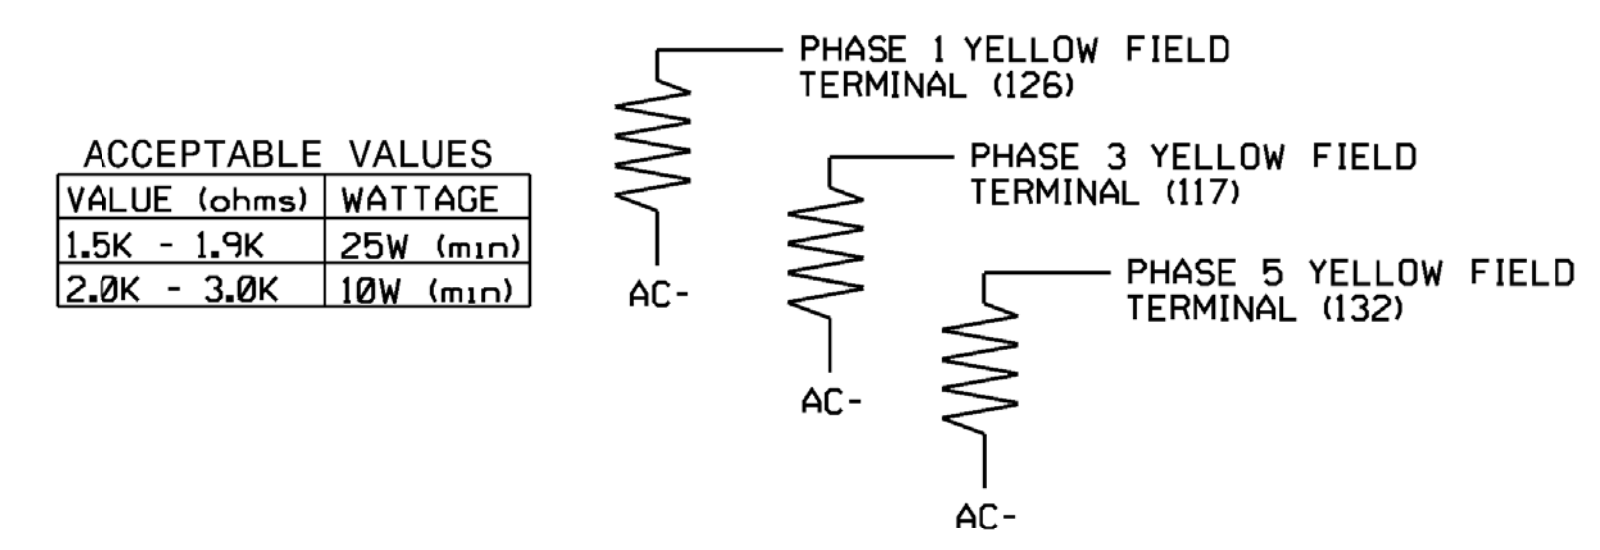 ACCEPTABLE VALUES
VALUE (ohms) WATTAGE
1.5K - 1.9K 25W (min)
2.0K - 3.0K 10W (min)
PHASE 1 YELLOW FIELD
TERMINAL (126)
AC-
PHASE 3 YELLOW FIELD
TERMINAL (117)
AC-
PHASE 5 YELLOW FIELD
TERMINAL (132)
AC-